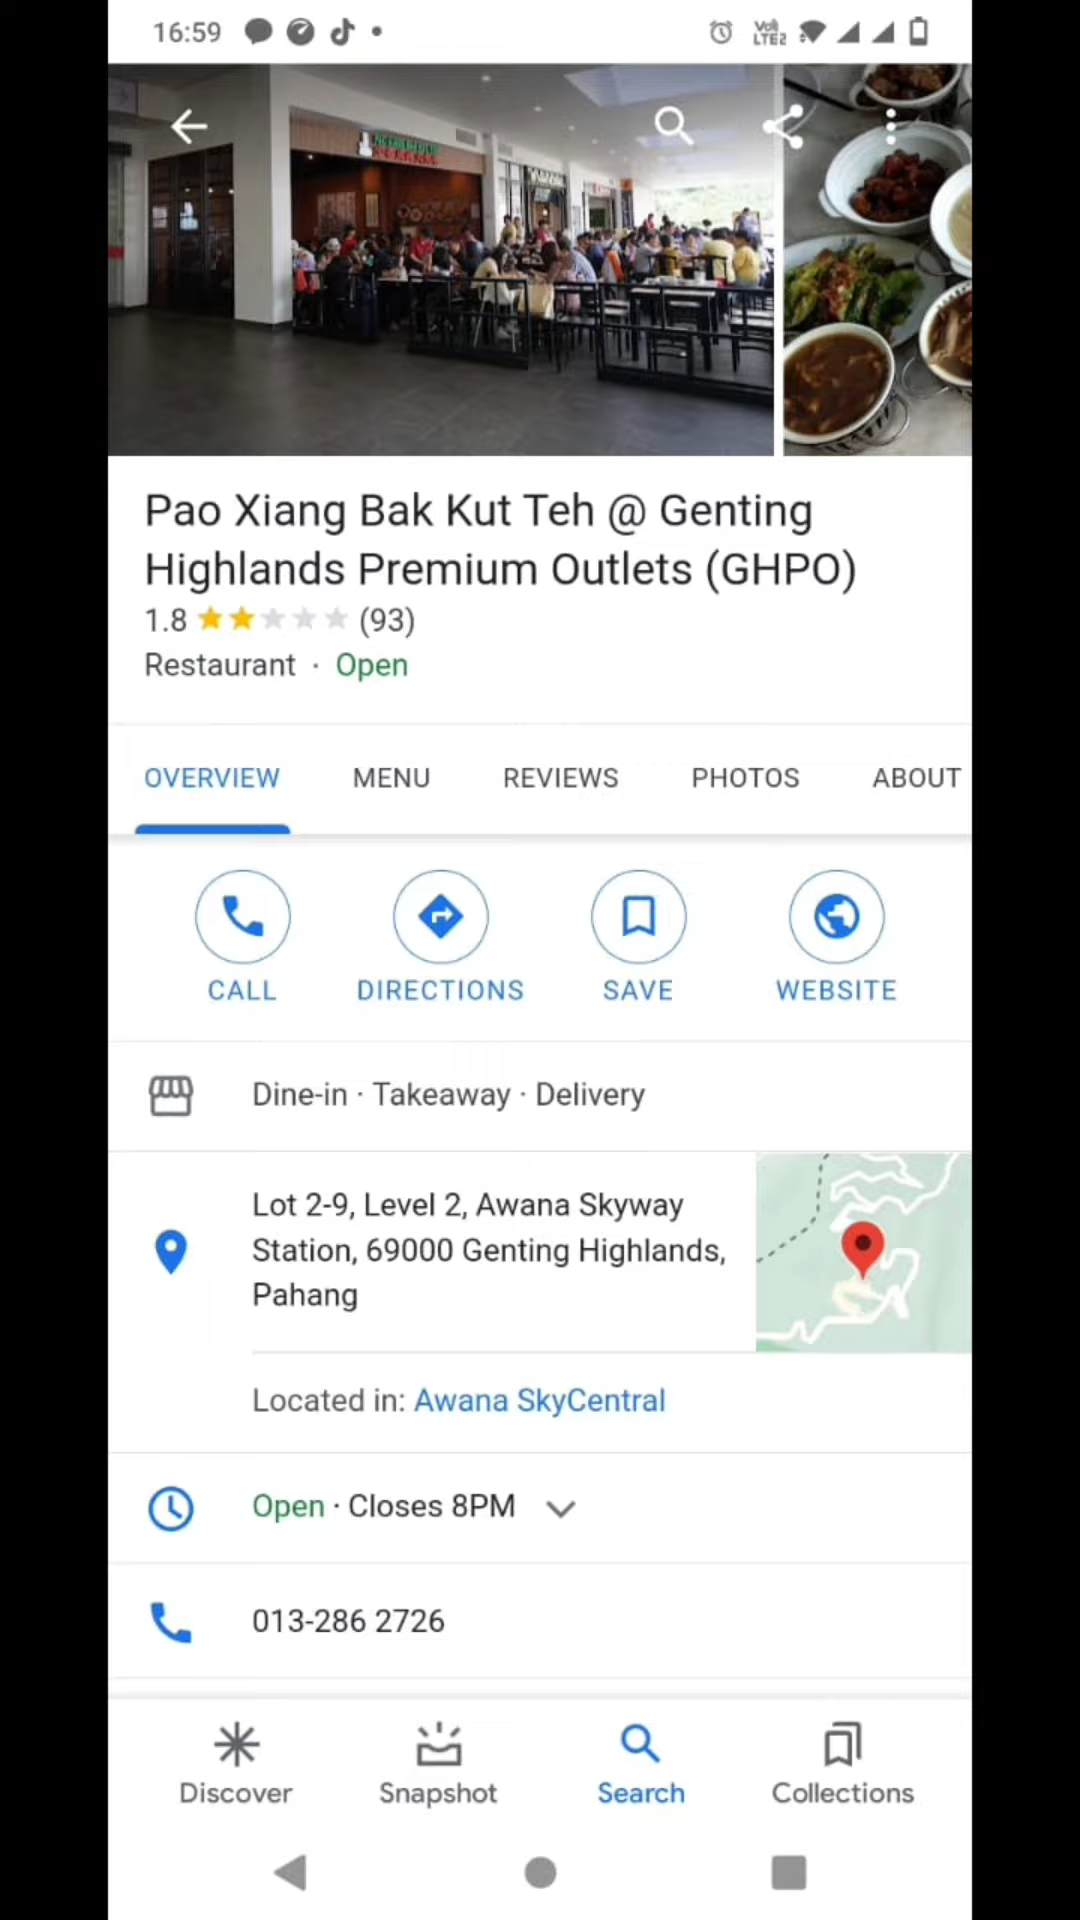 16:59
Vo)
LTE2
Pao Xiang Bak Kut Teh @ Genting
Highlands Premium Outlets (GHPO)
1.8 (93)
Restaurant · Open
OVERVIEW MENU REVIEWS PHOTOS ABOUT
CALL DIRECTIONS SAVE WEBSITE
Dine-in · Takeaway · Delivery
Lot 2-9, Level 2, Awana Skyway
Station, 69000 Genting Highlands,
Pahang
Located in: Awana SkyCentral
Open · Closes 8PM
013-286 2726
Discover Snapshot Search Collections